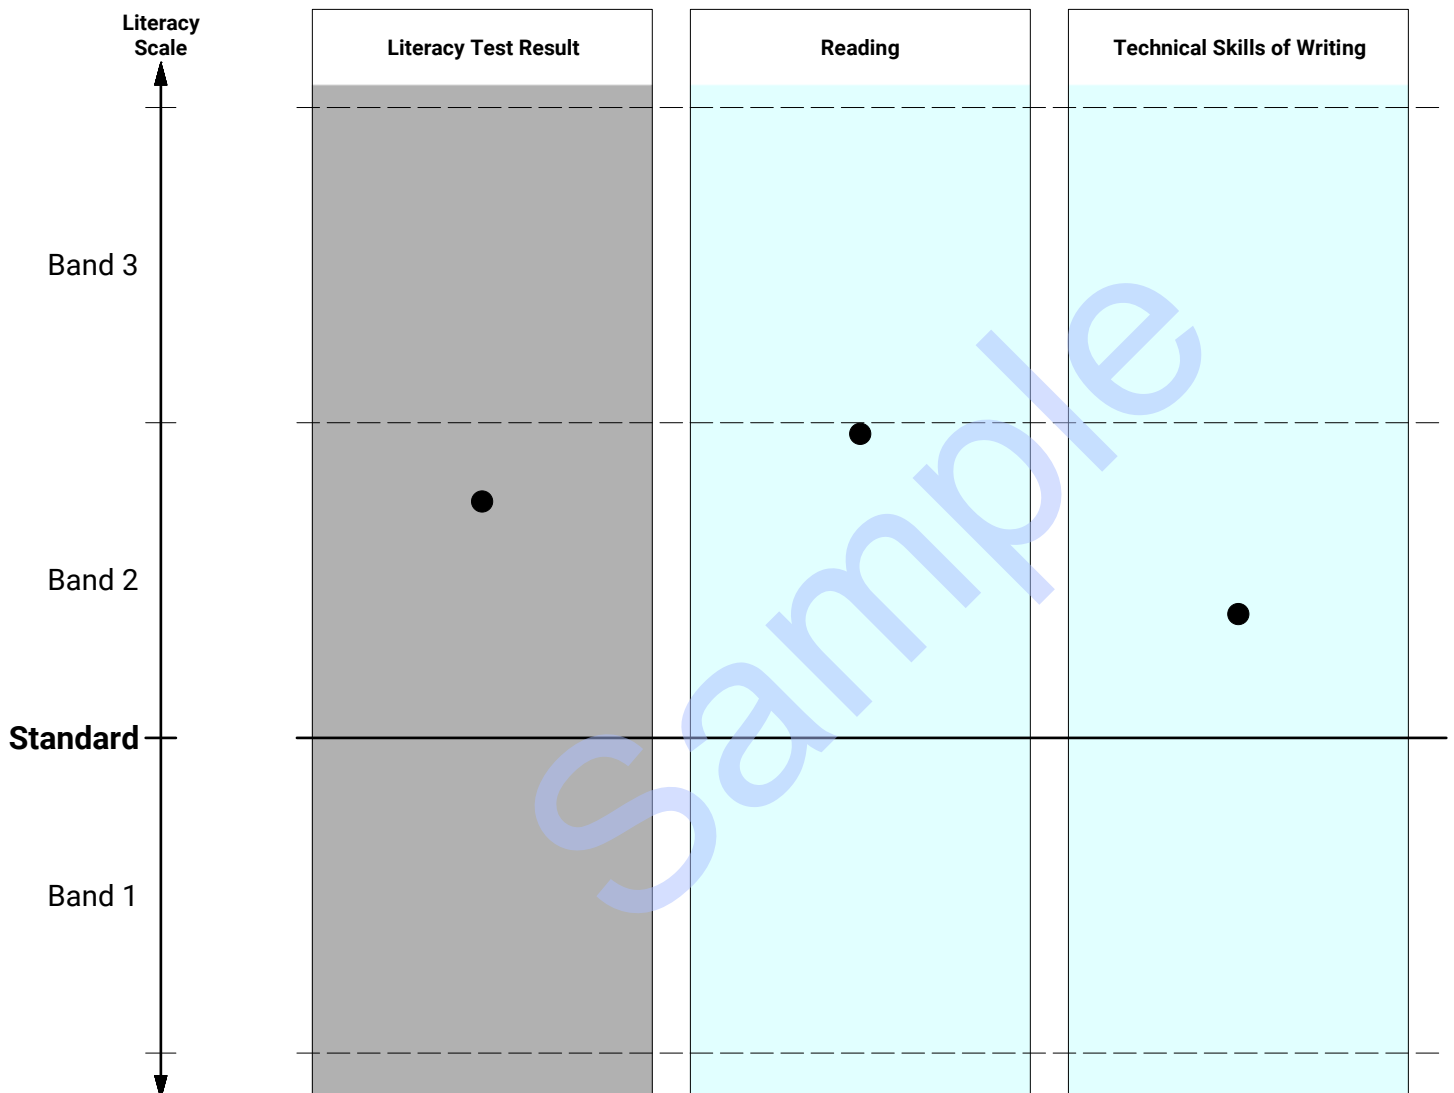 Literacy
Scale
Literacy Test Result
Reading
Technical Skills of Writing
Band 3
Band 2
Standard
Band 1
Sample